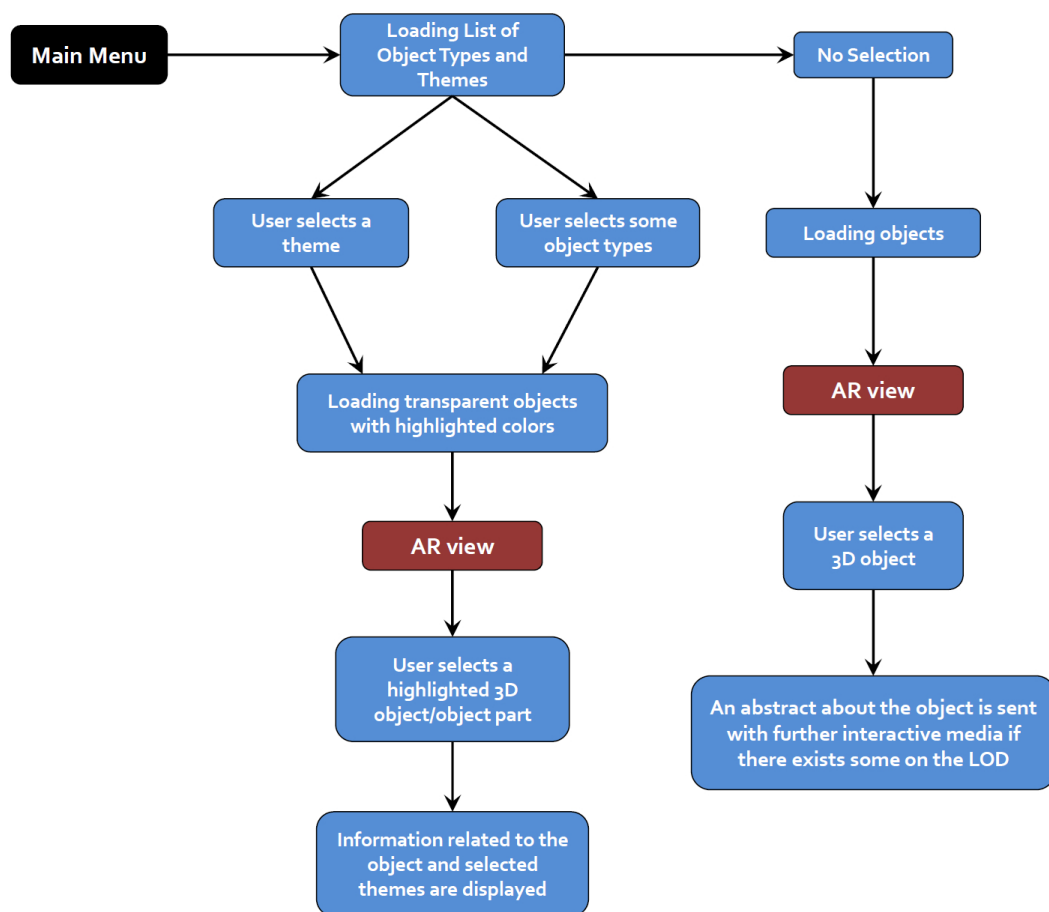 Main Menu
Loading List of
Object Types and
Themes
No Selection
User selects a
theme
User selects some
object types
Loading objects
Loading transparent objects
with highlighted colors
AR view
AR view
User selects a
3D object
User selects a
highlighted 3D
object/object part
An abstract about the object is sent
with further interactive media if
there exists some on the LOD
Information related to the
object and selected
themes are displayed